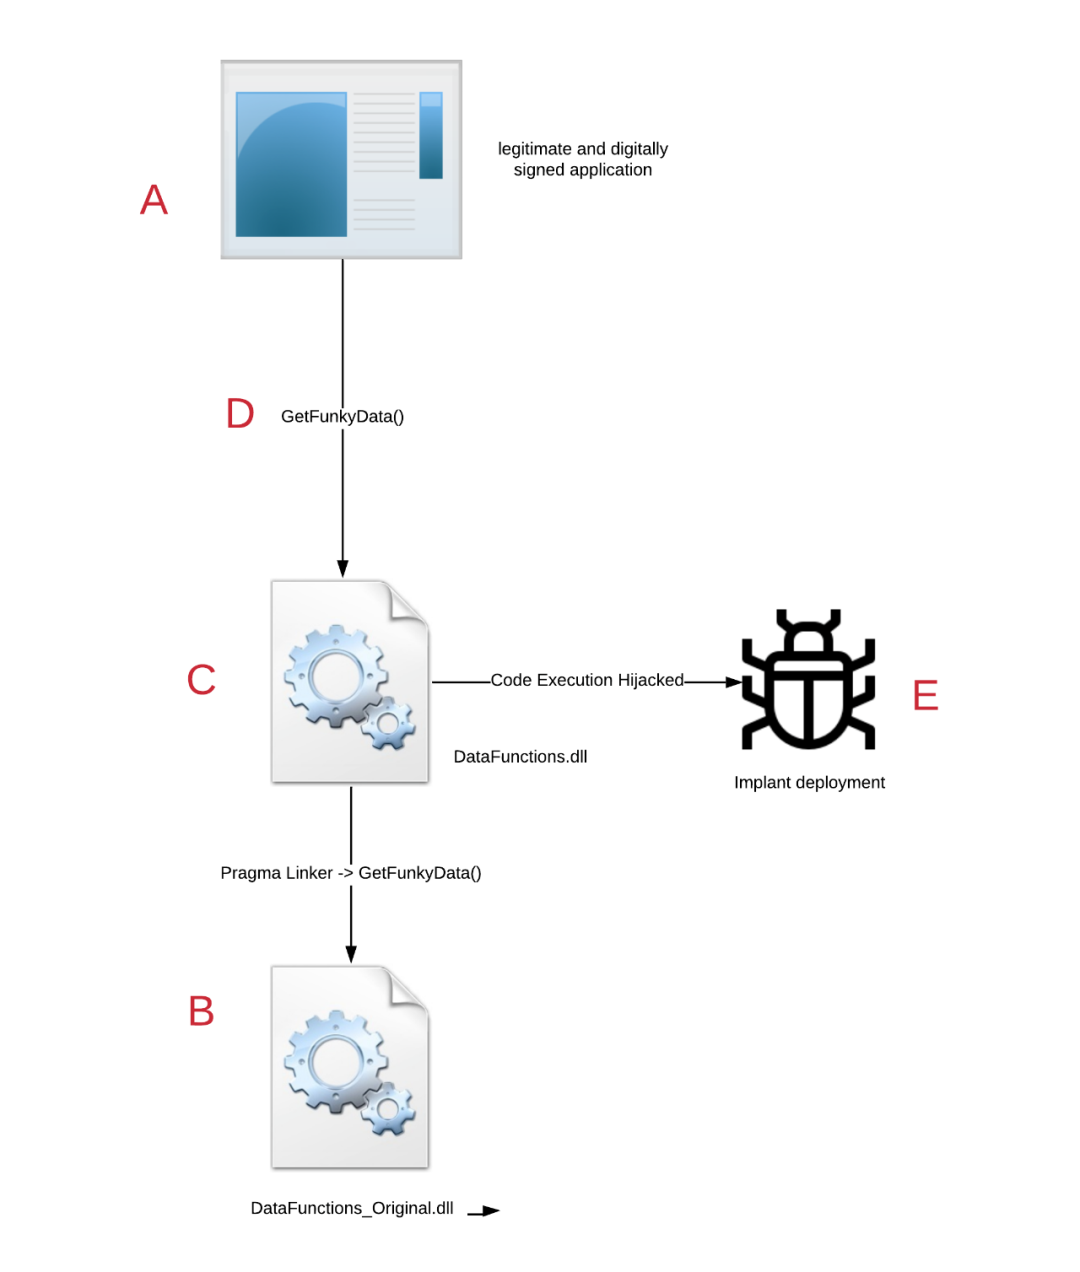 legitimate and digitally
signed application
A
D
GetFunkyData()
C
Code Execution Hijacked
E
DataFunctions.dll
Implant deployment
Pragma Linker -> GetFunkyData()
B
DataFunctions_Original.dll